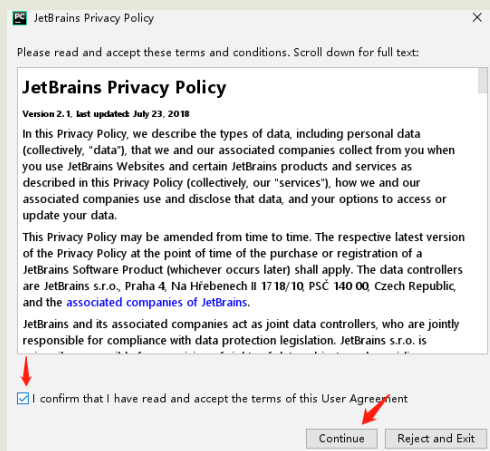 PC JetBrains Privacy Policy
Please read and accept these terms and conditions. Scroll down for full text:
JetBrains Privacy Policy
Version 2.1, last updated: July 23, 2018
In this Privacy Policy, we describe the types of data, including personal data
(collectively, "data"), that we and our associated companies collect from you when
you use JetBrains Websites and certain JetBrains products and services as
described in this Privacy Policy (collectively, our "services"), how we and our
associated companies use and disclose that data, and your options to access or
update your data.
This Privacy Policy may be amended from time to time. The respective latest version
of the Privacy Policy at the point of time of the purchase or registration of a
JetBrains Software Product (whichever occurs later) shall apply. The data controllers
are JetBrains s.r.o., Praha 4, Na Hřebenech II 1718/10, PSČ 140 00, Czech Republic,
and the associated companies of JetBrains.
JetBrains and its associated companies act as joint data controllers, who are jointly
responsible for compliance with data protection legislation. JetBrains s.r.o. is
I confirm that I have read and accept the terms of this User Agreement
Continue
Reject and Exit